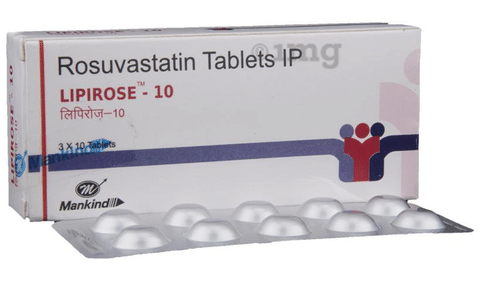 1mg
Rosuvastatin Tablets IP
LIPIROSE™ - 10
लिपिरोज़–10
3 X 10 Tablets
Mankind
LIPIROSE - 10
Mankind